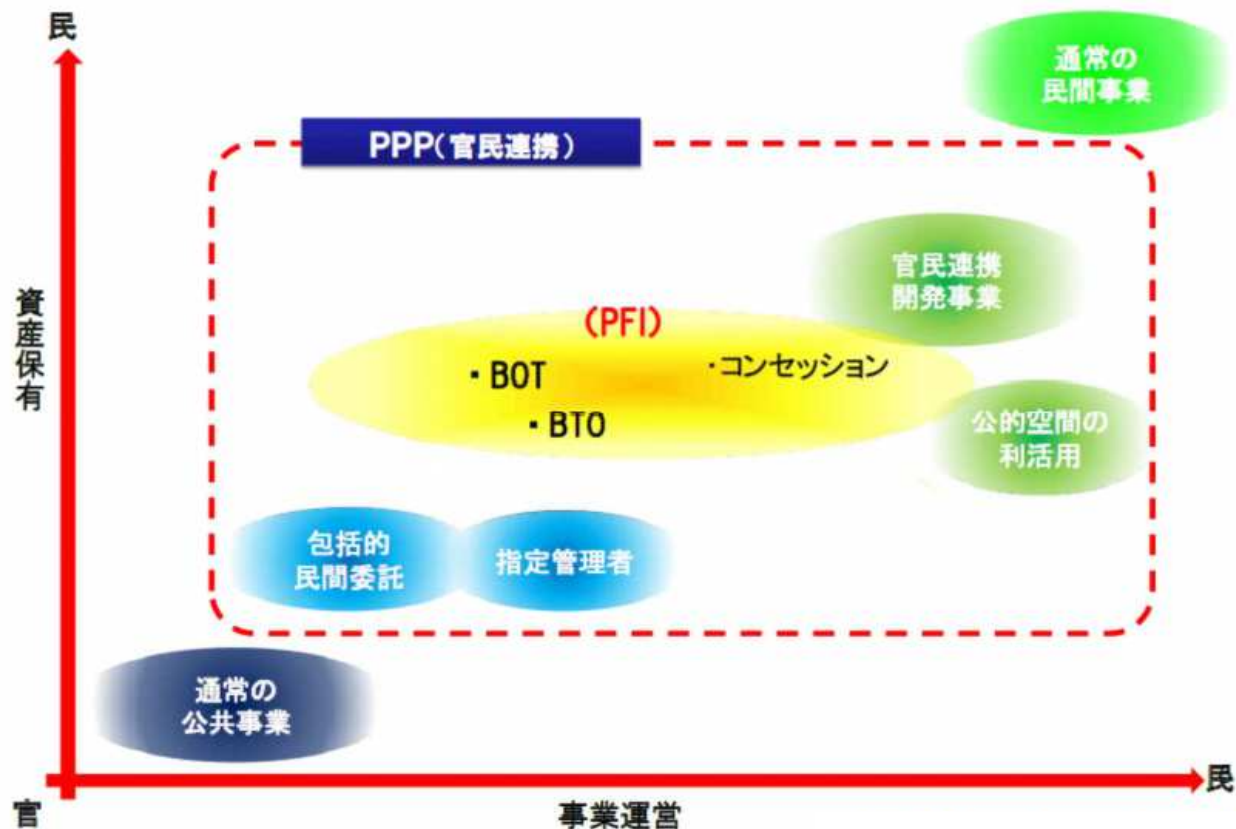 民
通常の
民間事業
PPP(官民連携)
官民連携
開発事業
資産保有
(PFI)
・BOT
・コンセッション
・BTO
公的空間の
利活用
包括的
民間委託
指定管理者
通常の
公共事業
民
官
事業運営